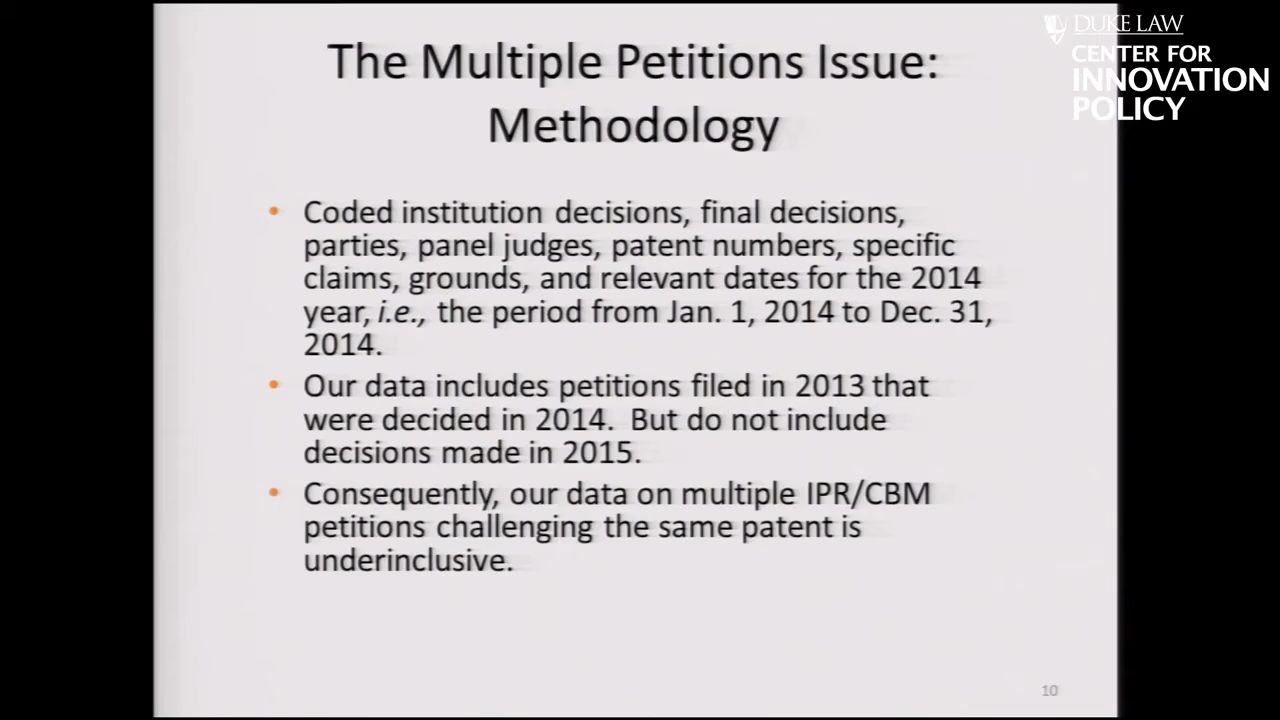 The Multiple Petitions Issue:
Methodology
• Coded institution decisions, final decisions,
parties, panel judges, patent numbers, specific
claims, grounds, and relevant dates for the 2014
year, i.e., the period from Jan. 1, 2014 to Dec. 31,
2014.
• Our data includes petitions filed in 2013 that
were decided in 2014.  But do not include
decisions made in 2015.
• Consequently, our data on multiple IPR/CBM
petitions challenging the same patent is
underinclusive.
10
DUKE LAW
CENTER FOR
INNOVATION
POLICY